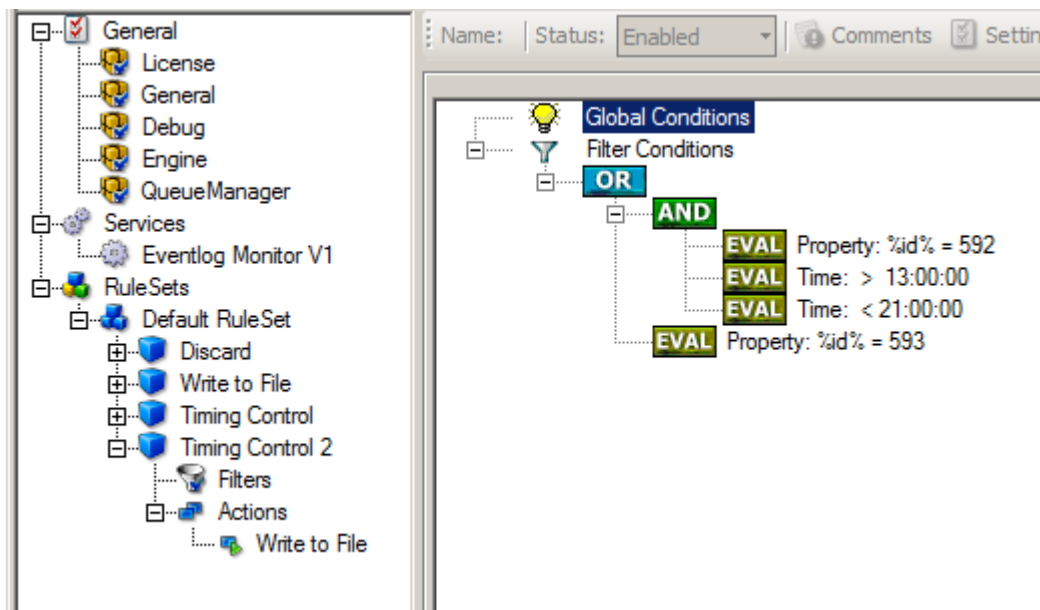 General
License
General
Debug
Engine
QueueManager
Services
Eventlog Monitor V1
RuleSets
Default RuleSet
Discard
Write to File
Timing Control
Timing Control 2
Filters
Actions
Write to File
Name: Status: Enabled Comments Settin
Global Conditions
Filter Conditions
OR
AND
EVAL Property: %id% = 592
EVAL Time: > 13:00:00
EVAL Time: < 21:00:00
EVAL Property: %id% = 593